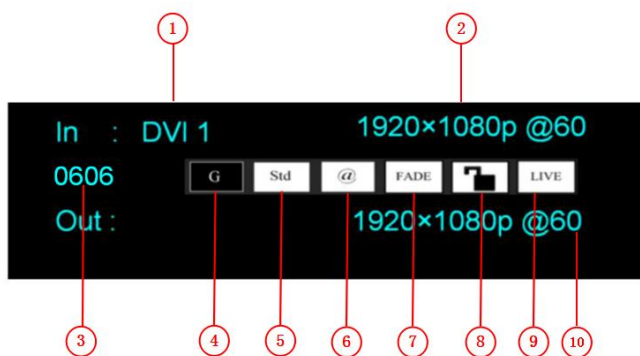 1 2
In : DVI 1 1920×1080p @60
0606 G Std @ FADE LIVE
Out : 1920×1080p @60
3 4 5 6 7 8 9 10